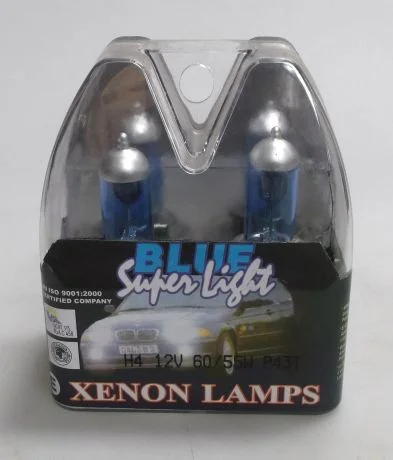 BLUE
Super Light
ISO 9001:2000
CERTIFIED COMPANY
H4 12V 60/55W P43T
XENON LAMPS